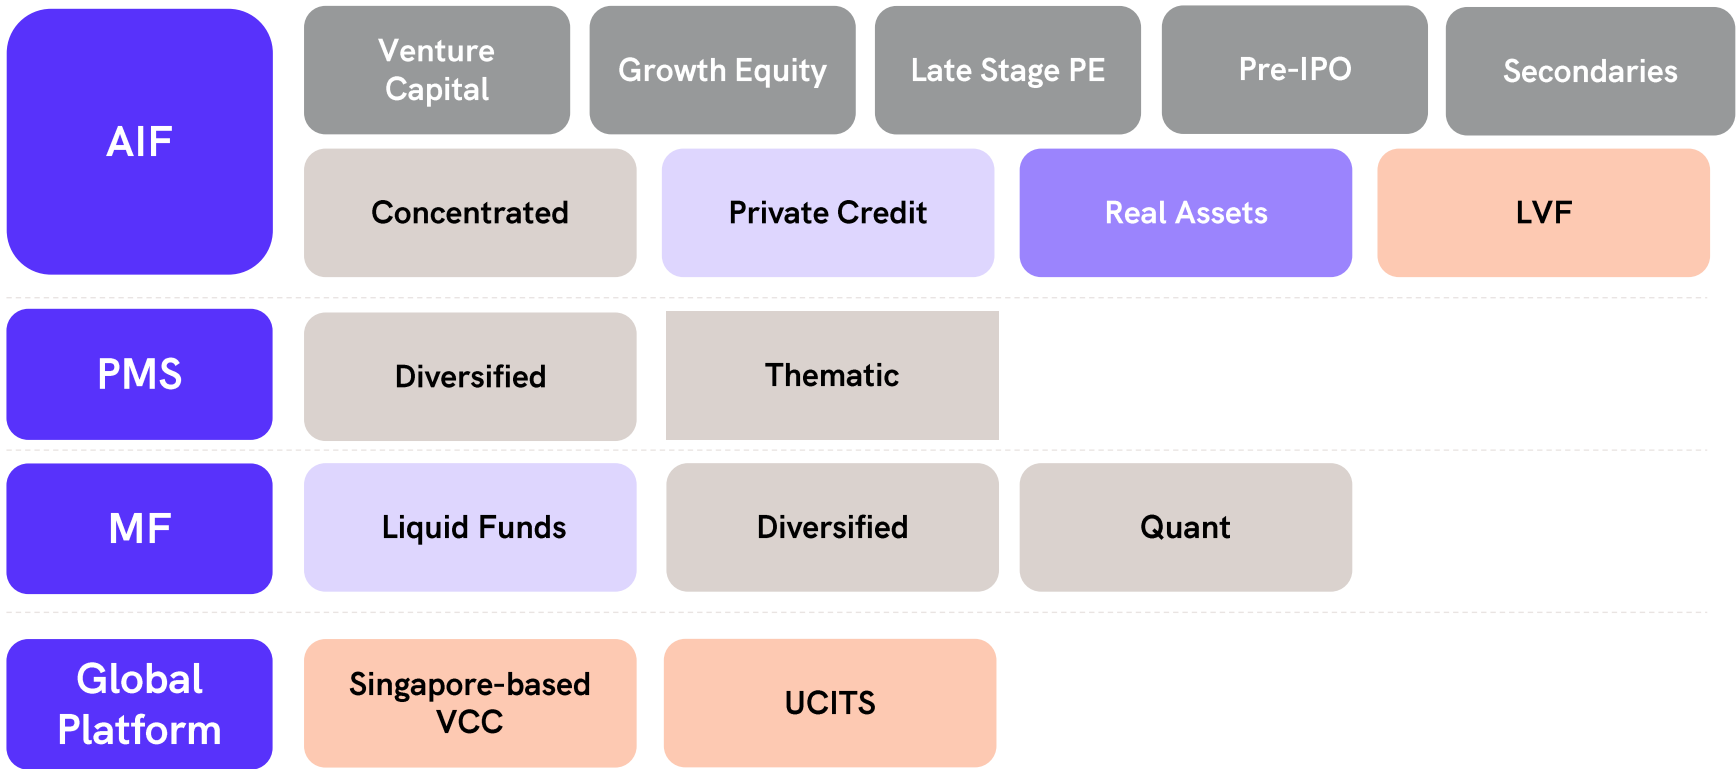 AIF
Venture
Capital
Growth Equity
Late Stage PE
Pre-IPO
Secondaries
Concentrated
Private Credit
Real Assets
LVF
PMS
Diversified
Thematic
MF
Liquid Funds
Diversified
Quant
Global
Platform
Singapore-based
VCC
UCITS